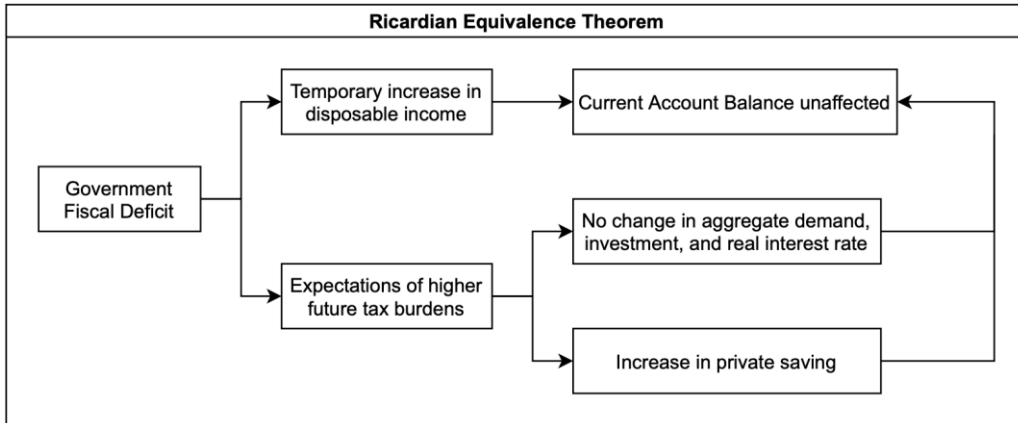 Ricardian Equivalence Theorem
Temporary increase in
disposable income
Current Account Balance unaffected
Government
Fiscal Deficit
No change in aggregate demand,
investment, and real interest rate
Expectations of higher
future tax burdens
Increase in private saving